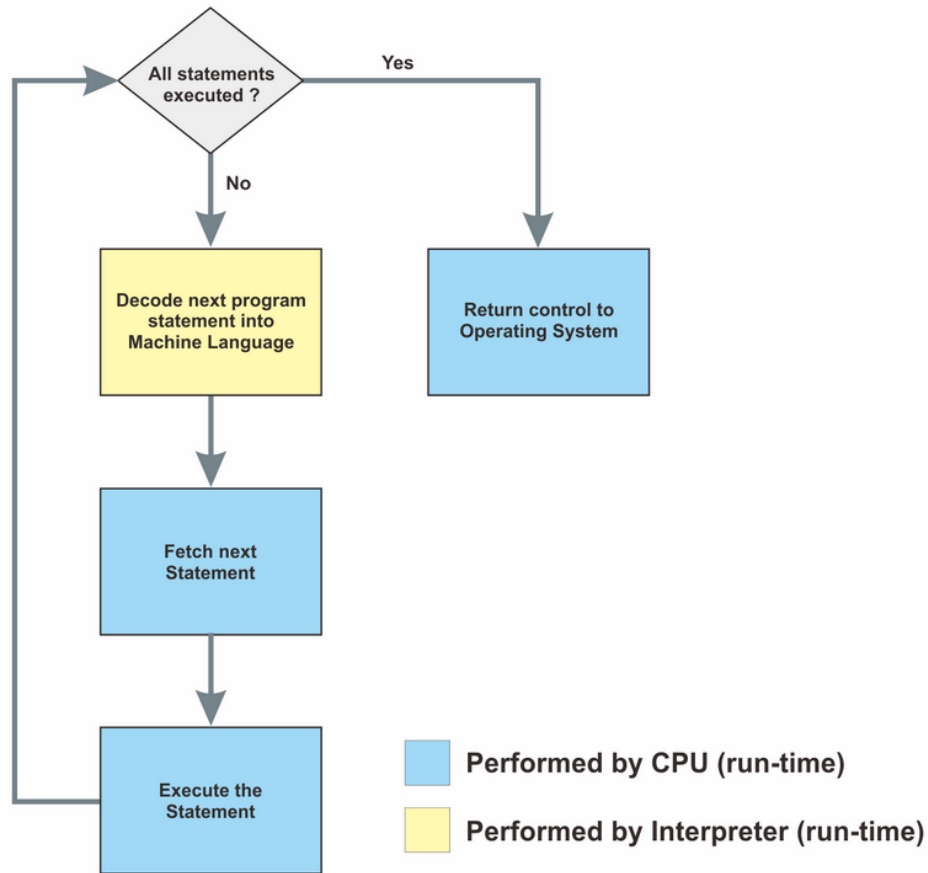 All statements
executed ?
Yes
No
Decode next program
statement into
Machine Language
Return control to
Operating System
Fetch next
Statement
Execute the
Statement
Performed by CPU (run-time)
Performed by Interpreter (run-time)